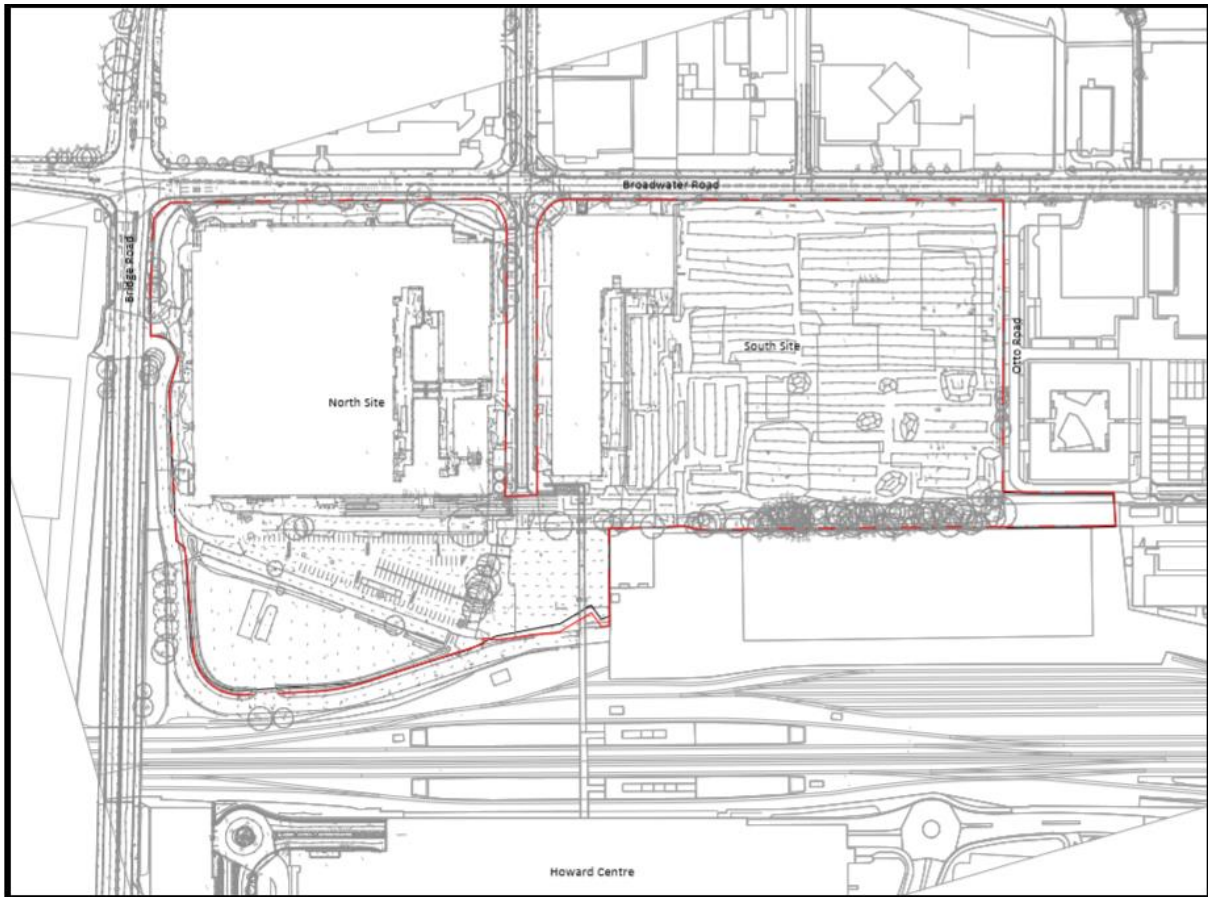 Broadwater Road
Bridge Road
South Site
Otto Road
North Site
Howard Centre